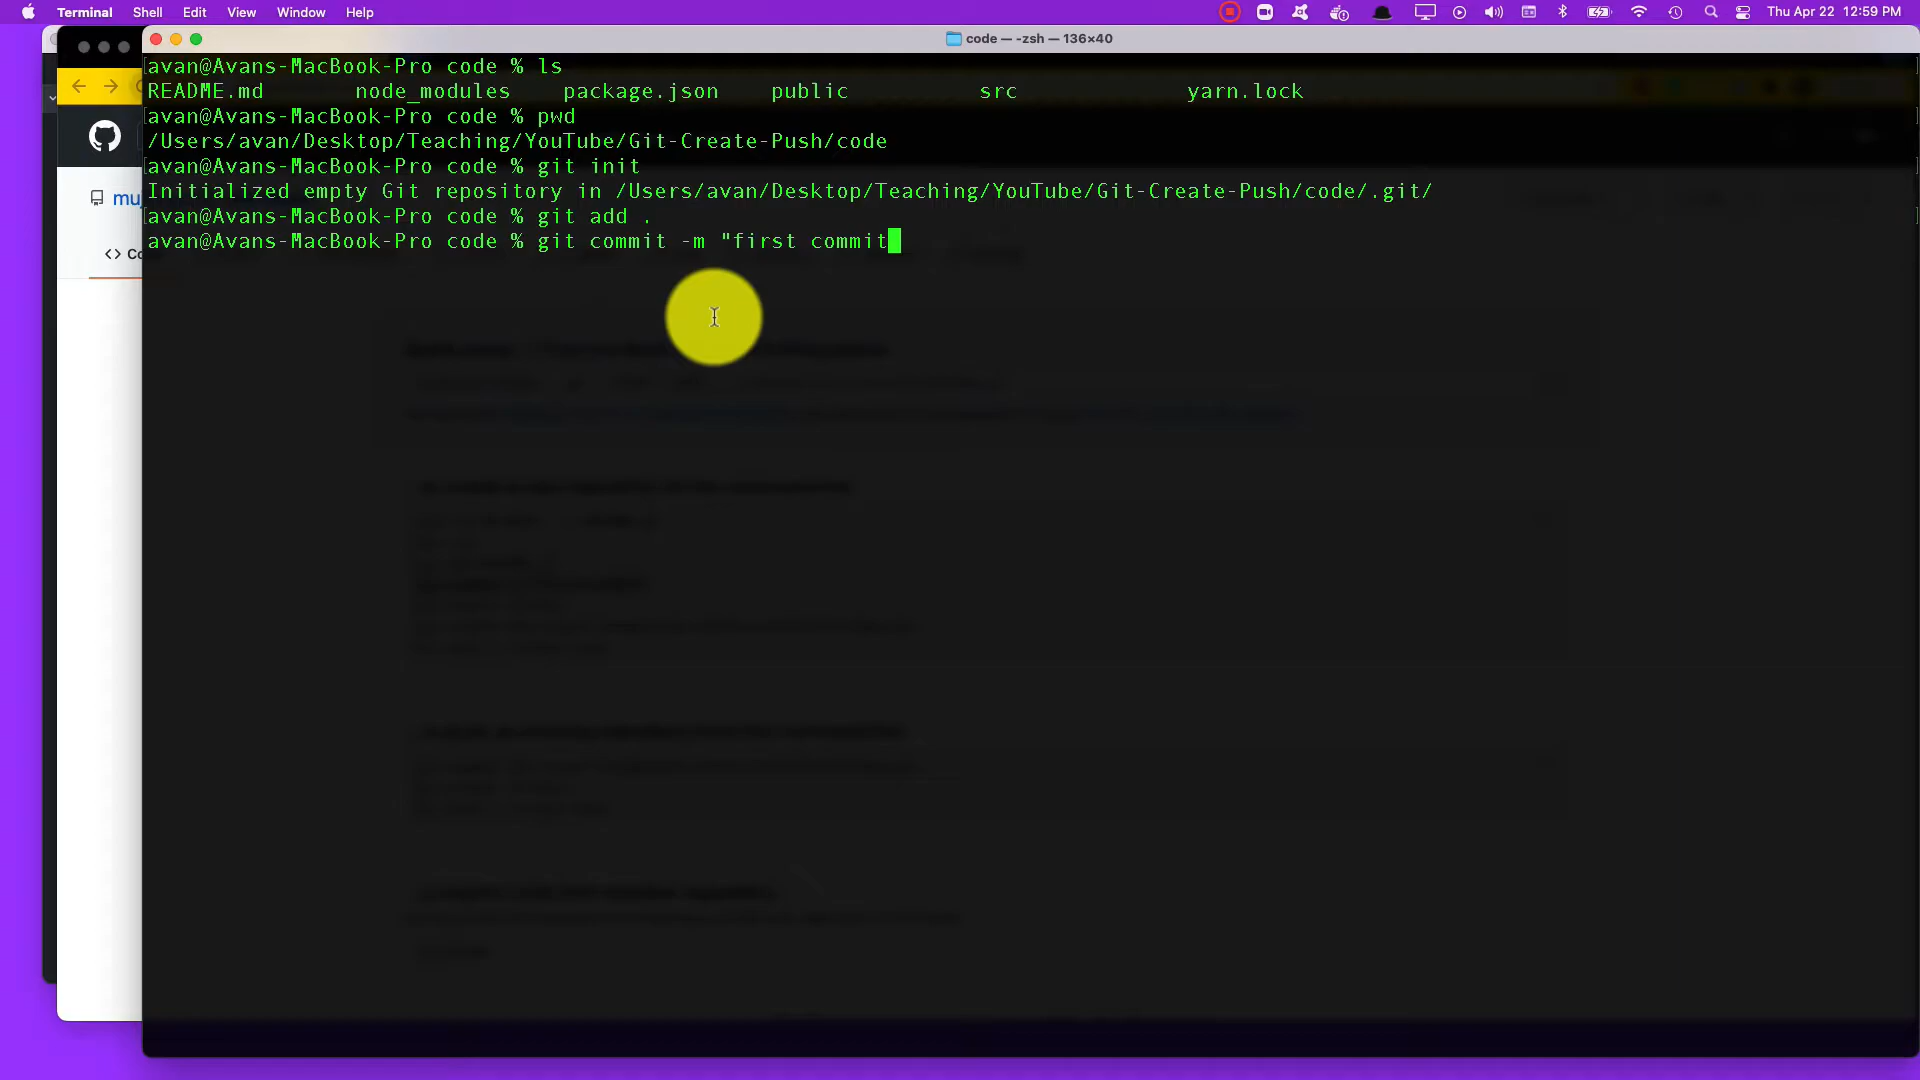 Terminal Shell Edit View Window Help Thu Apr 22 12:59 PM
code — -zsh — 136×40
avan@Avans-MacBook-Pro code % ls
README.md node_modules package.json public src yarn.lock
avan@Avans-MacBook-Pro code % pwd
/Users/avan/Desktop/Teaching/YouTube/Git-Create-Push/code
avan@Avans-MacBook-Pro code % git init
Initialized empty Git repository in /Users/avan/Desktop/Teaching/YouTube/Git-Create-Push/code/.git/
avan@Avans-MacBook-Pro code % git add .
avan@Avans-MacBook-Pro code % git commit -m "first commit